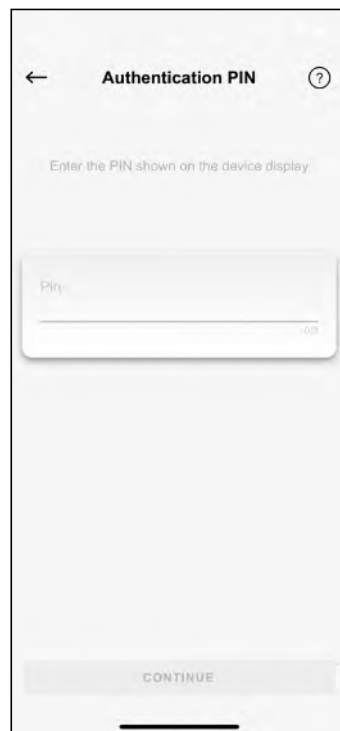 ← Authentication PIN ?
Enter the PIN shown on the device display
Pin
CONTINUE